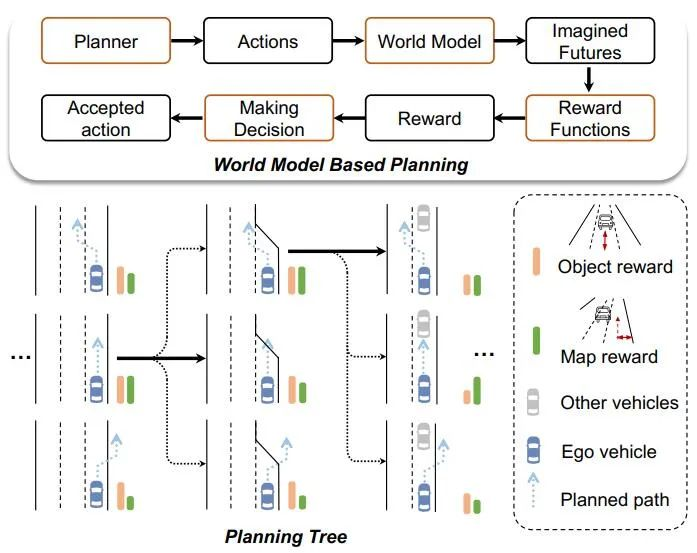 Planner
Actions
World Model
Imagined
Futures
Accepted
action
Making
Decision
Reward
Reward
Functions
World Model Based Planning
...
...
Object reward
Map reward
Other vehicles
Ego vehicle
Planned path
Planning Tree